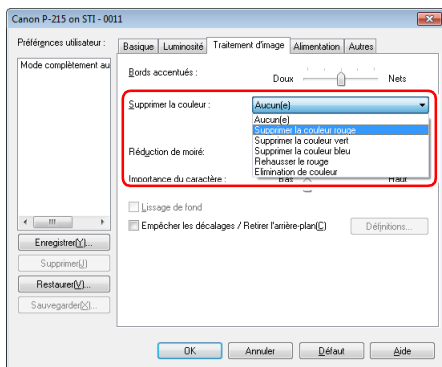 Canon P-215 on STI - 0011
Préférences utilisateur :
Mode complètement au
Enregistrer(Y)...
Supprimer(J)
Restaurer(V)...
Sauvegarder(X)...
Basique Luminosité Traitement d'image Alimentation Autres
Bords accentués : Doux Nets
Supprimer la couleur : Aucun(e)
Aucun(e)
Supprimer la couleur rouge
Supprimer la couleur vert
Supprimer la couleur bleu
Rehausser le rouge
Elimination de couleur
Réduction de moiré:
Importance du caractère : Bas Haut
Lissage de fond
Empêcher les décalages / Retirer l'arrière-plan(C) Définitions...
OK Annuler Défaut Aide